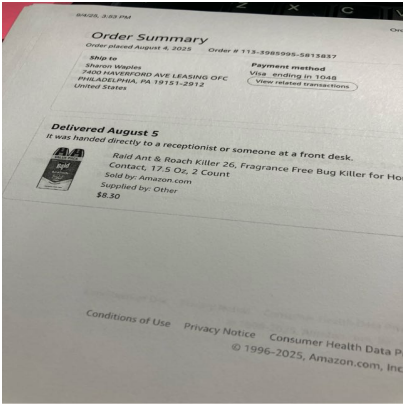 9/4/25, 3:53 PM
Order Summary
Order placed August 4, 2025 Order # 113-3985995-5813837
Ship to
Sharon Waples
7400 HAVERFORD AVE LEASING OFC
PHILADELPHIA, PA 19151-2912
United States
Payment method
Visa ending in 1048
View related transactions
Delivered August 5
It was handed directly to a receptionist or someone at a front desk.
Raid Ant & Roach Killer 26, Fragrance Free Bug Killer for
Contact, 17.5 Oz, 2 Count
Sold by: Amazon.com
Supplied by: Other
$8.30
Conditions of Use Privacy Notice Consumer Health Data
© 1996-2025, Amazon.com, Inc